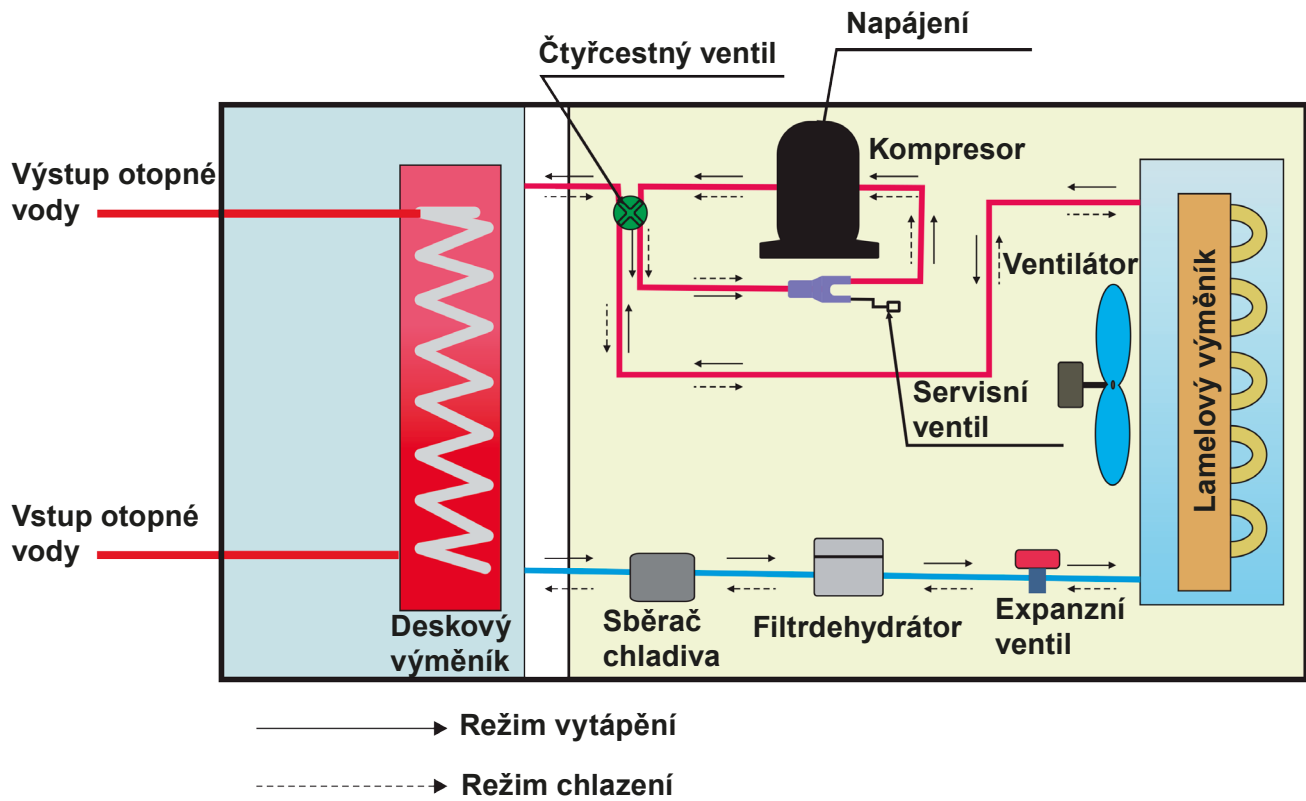 Napájení
Čtyřcestný ventil
Kompresor
Výstup otopné
vody
Ventilátor
Lamelový výměník
Servisní
ventil
Vstup otopné
vody
Deskový
výměník
Sběrač
chladiva
Filtrdehydrátor
Expanzní
ventil
Režim vytápění
Režim chlazení